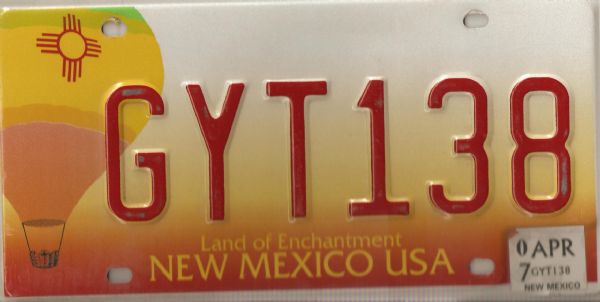 GYT138
Land of Enchantment
NEW MEXICO USA
0 APR
7 GYT138
NEW MEXICO